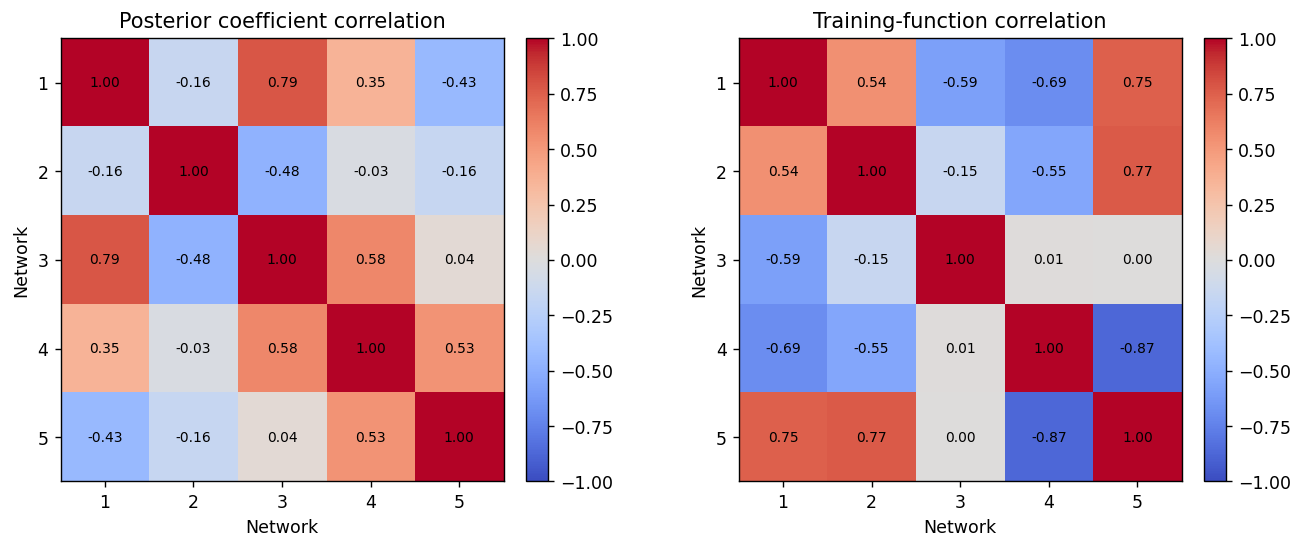 Posterior coefficient correlation
Network
1 1.00 -0.16 0.79 0.35 -0.43
2 -0.16 1.00 -0.48 -0.03 -0.16
3 0.79 -0.48 1.00 0.58 0.04
4 0.35 -0.03 0.58 1.00 0.53
5 -0.43 -0.16 0.04 0.53 1.00
1 2 3 4 5
Network
1.00
0.75
0.50
0.25
0.00
−0.25
−0.50
−0.75
−1.00
Training-function correlation
Network
1 1.00 0.54 -0.59 -0.69 0.75
2 0.54 1.00 -0.15 -0.55 0.77
3 -0.59 -0.15 1.00 0.01 0.00
4 -0.69 -0.55 0.01 1.00 -0.87
5 0.75 0.77 0.00 -0.87 1.00
1 2 3 4 5
Network
1.00
0.75
0.50
0.25
0.00
−0.25
−0.50
−0.75
−1.00